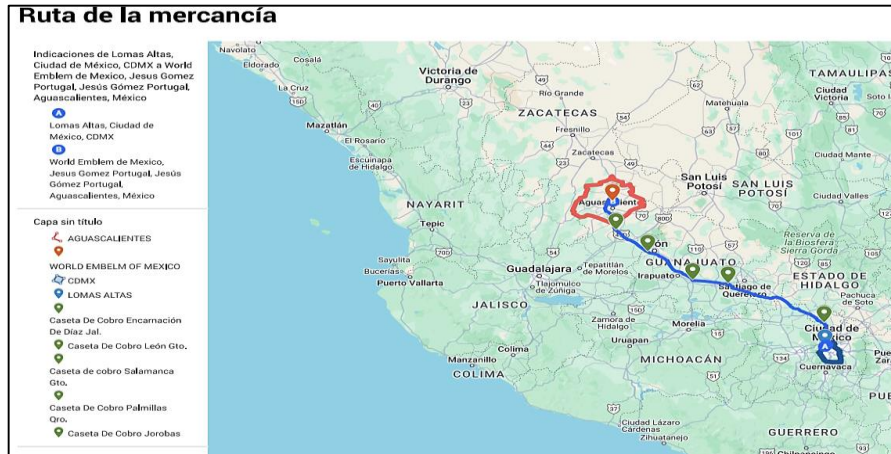 Ruta de la mercancía
Indicaciones de Lomas Altas,
Ciudad de México, CDMX a World
Emblem de Mexico, Jesus Gomez
Portugal, Jesús Gómez Portugal,
Aguascalientes, México
A
Lomas Altas, Ciudad de
México, CDMX
B
World Emblem de Mexico,
Jesus Gomez Portugal, Jesús
Gómez Portugal,
Aguascalientes, México
Capa sin título
AGUASCALIENTES
WORLD EMBELM OF MEXICO
CDMX
LOMAS ALTAS
Caseta de Cobro Encarnación
De Díaz Jal.
Caseta De Cobro León Gto.
Caseta de cobro Salamanca
Gto.
Caseta De Cobro Palmillas
Qro.
Caseta De Cobro Jorobas
Navolato
Culiacán
Eldorado
Cosalá
La Cruz
Victoria de
Durango
Río Grande
ZACATECAS
Matehuala
TAMAULIPAS
Ciudad
Victoria
Mazatlán
El Rosario
Escuinapa
de Hidalgo
Fresnillo
Zacatecas
Ciudad Mante
San Luis
Potosí
SAN LUIS
POTOSÍ
Ciudad Valles
NAYARIT
Tepic
Reserva de
la Biosfera
Sierra Gorda
Sayulita
Bucerías
Puerto Vallarta
Guadalajara
Tlajomulco
de Zúñiga
Tepatitlán
de Morelos
GUANAJUATO
Irapuato
Santiago de
Querétaro
ESTADO DE
HIDALGO
Pachuca
de Soto
JALISCO
Zamora de
Hidalgo
Morelia
Ciudad de
México
A
Uruapan
MICHOACÁN
Cuernavaca
Colima
Manzanillo
COLIMA
Ciudad Lázaro
Cárdenas
Zihuatanejo
GUERRERO
Chilpancingo